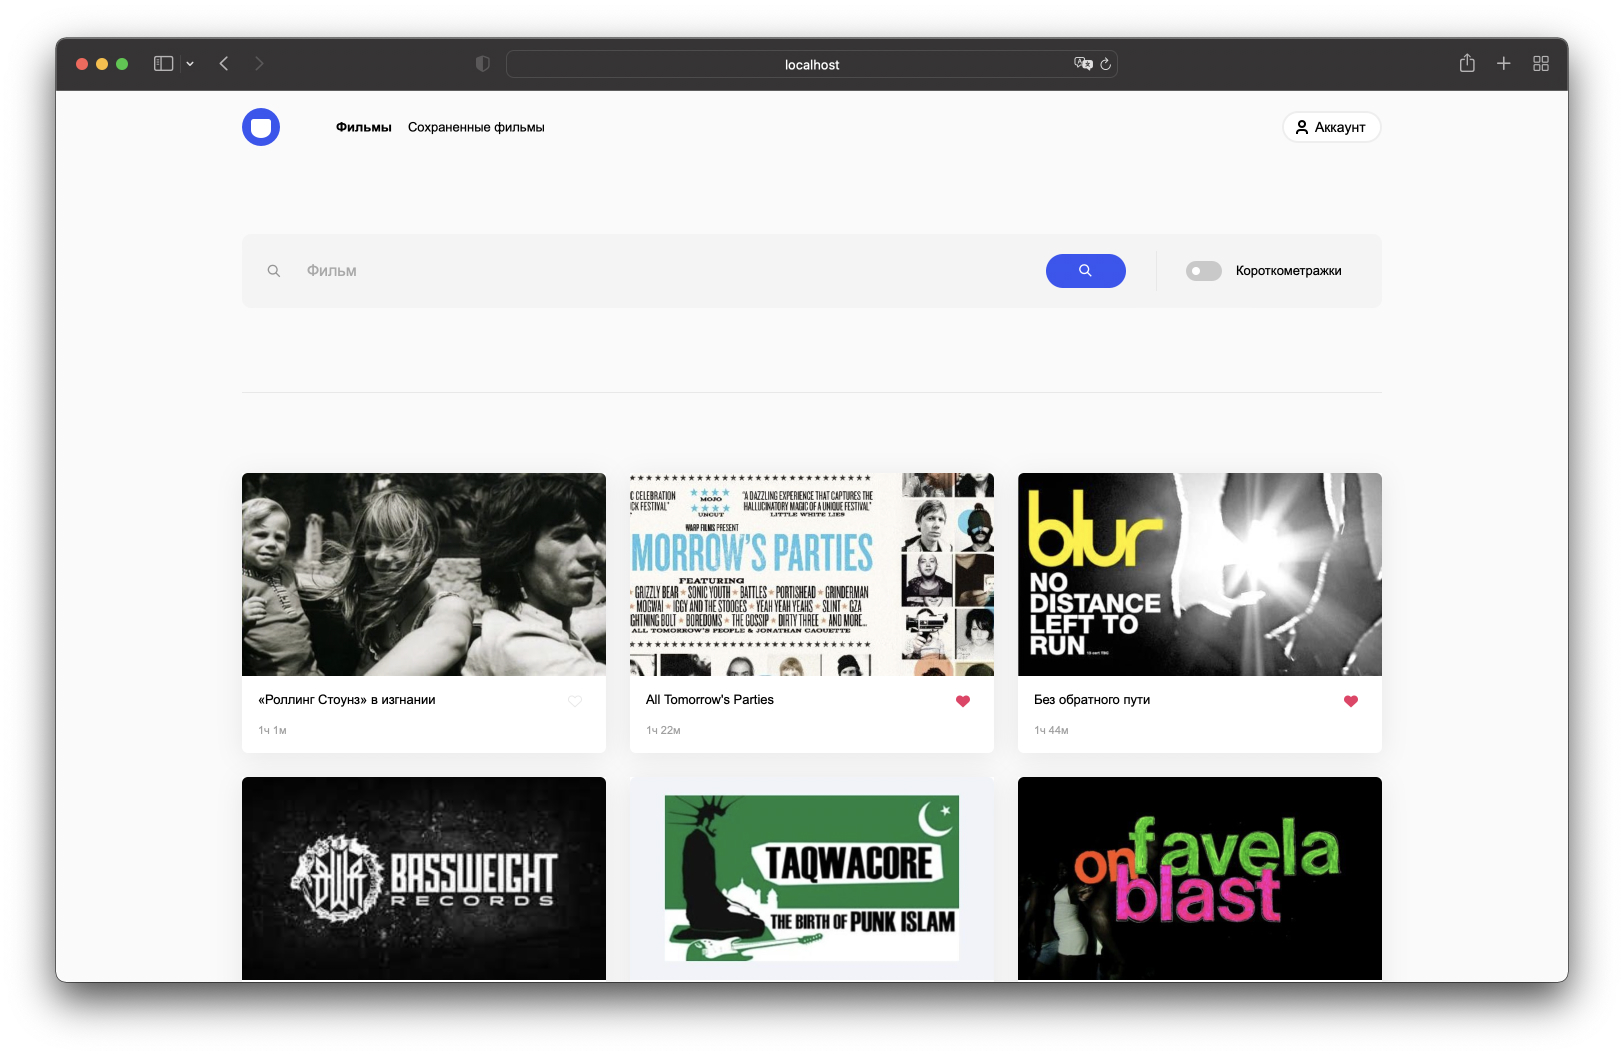 localhost
Фильмы Сохраненные фильмы
Аккаунт
Фильм
Короткометражки
C CELEBRATION
CK FESTIVAL"
MOJO
UNCUT
"A DAZZLING EXPERIENCE THAT CAPTURES THE
HALLUCINATORY MAGIC OF A UNIQUE FESTIVAL"
LITTLE WHITE LIES
WARP FILMS PRESENT
MORROW'S PARTIES
FEATURING
GRIZZLY BEAR SONIC YOUTH BATTLES PORTISHEAD GRINDERMAN
MOGWAI IGGY AND THE STOOGES YEAH YEAH YEAHS SLINT GZA
GHTNING BOLT BOREDOMS THE GOSSIP DIRTY THREE AND MORE...
ALL TOMORROW'S PEOPLE & JONATHAN CAOUETTE
blur
NO
DISTANCE
LEFT TO
RUN
«Роллинг Стоунз» в изгнании
1ч 1м
All Tomorrow's Parties
1ч 22м
Без обратного пути
1ч 44м
BWR
BASSWEIGHT
RECORDS
TAQWACORE
THE BIRTH OF PUNK ISLAM
favela
on
blast